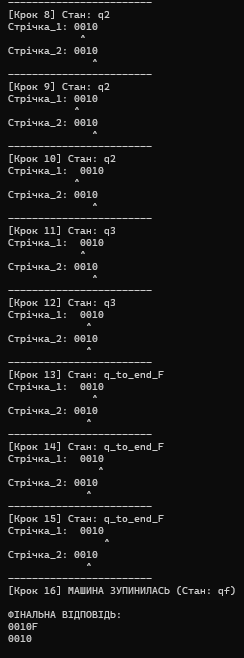 ------------------------
[Крок 8] Стан: q2
Стрічка_1: 0010
^
Стрічка_2: 0010
^
------------------------
[Крок 9] Стан: q2
Стрічка_1: 0010
^
Стрічка_2: 0010
^
------------------------
[Крок 10] Стан: q2
Стрічка_1:  0010
^
Стрічка_2: 0010
^
------------------------
[Крок 11] Стан: q3
Стрічка_1:  0010
^
Стрічка_2: 0010
^
------------------------
[Крок 12] Стан: q3
Стрічка_1:  0010
^
Стрічка_2: 0010
^
------------------------
[Крок 13] Стан: q_to_end_F
Стрічка_1:  0010
^
Стрічка_2: 0010
^
------------------------
[Крок 14] Стан: q_to_end_F
Стрічка_1:  0010
^
Стрічка_2: 0010
^
------------------------
[Крок 15] Стан: q_to_end_F
Стрічка_1:  0010
^
Стрічка_2: 0010
^
------------------------
[Крок 16] МАШИНА ЗУПИНИЛАСЬ (Стан: qf)
ФІНАЛЬНА ВІДПОВІДЬ:
0010F
0010